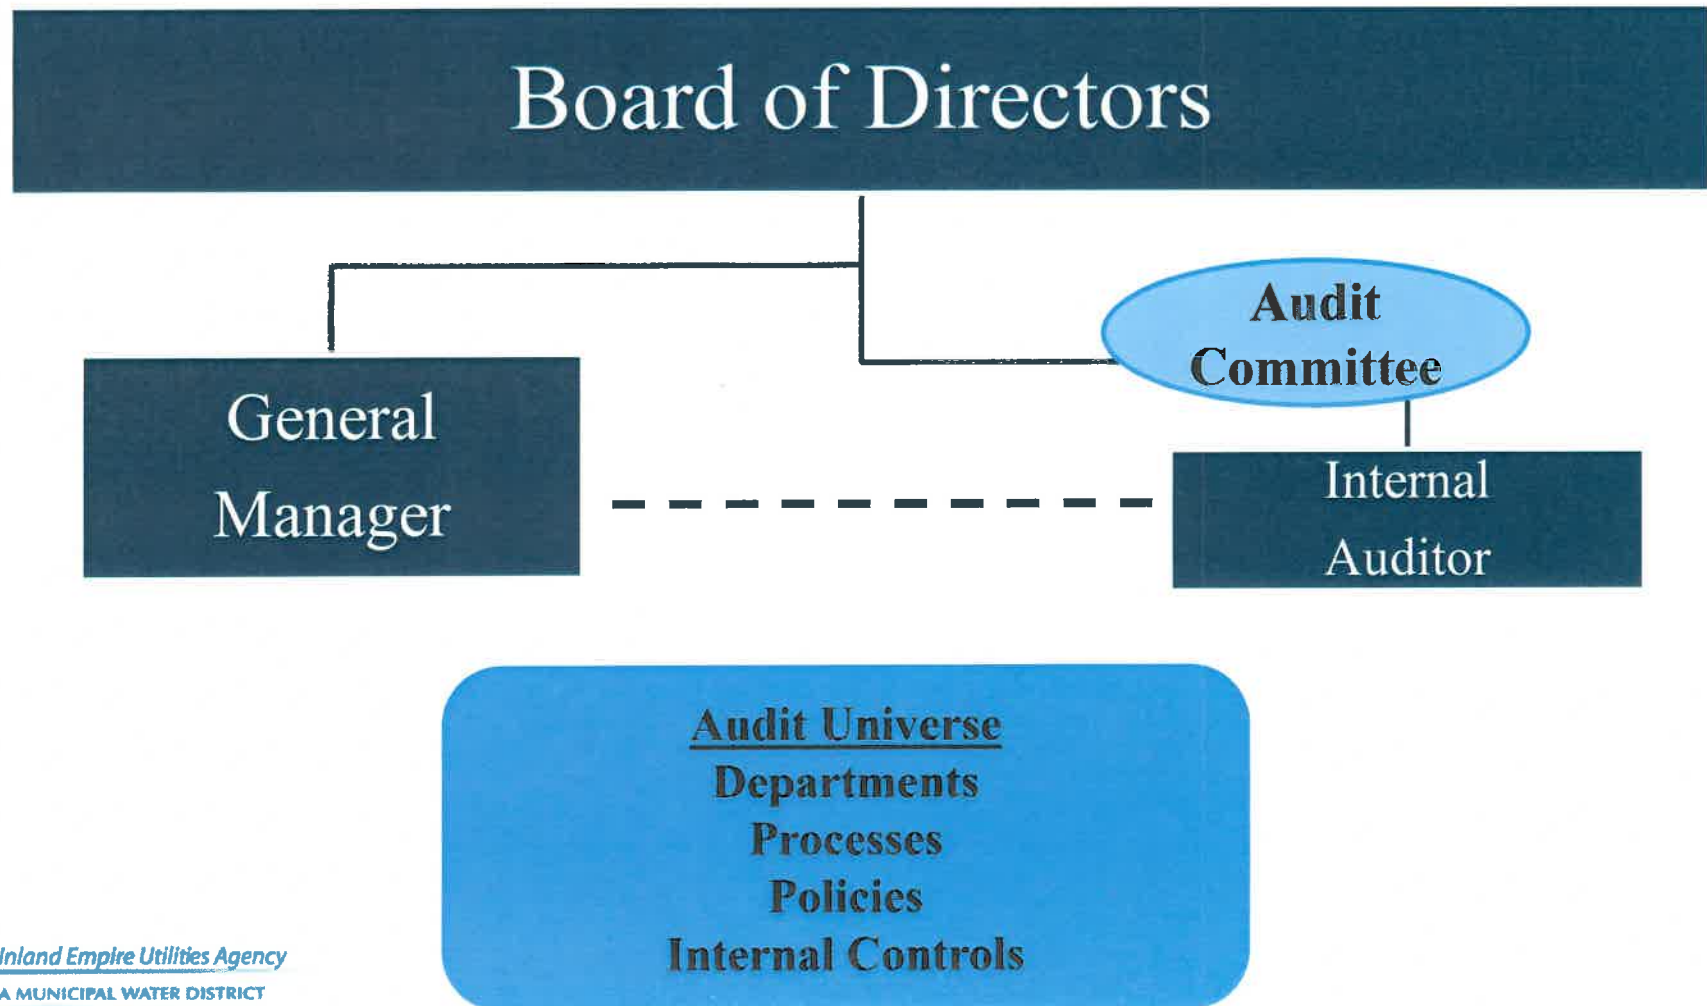 Board of Directors
Audit
Committee
General
Manager
Internal
Auditor
Audit Universe
Departments
Processes
Policies
Internal Controls
Inland Empire Utilities Agency
A MUNICIPAL WATER DISTRICT